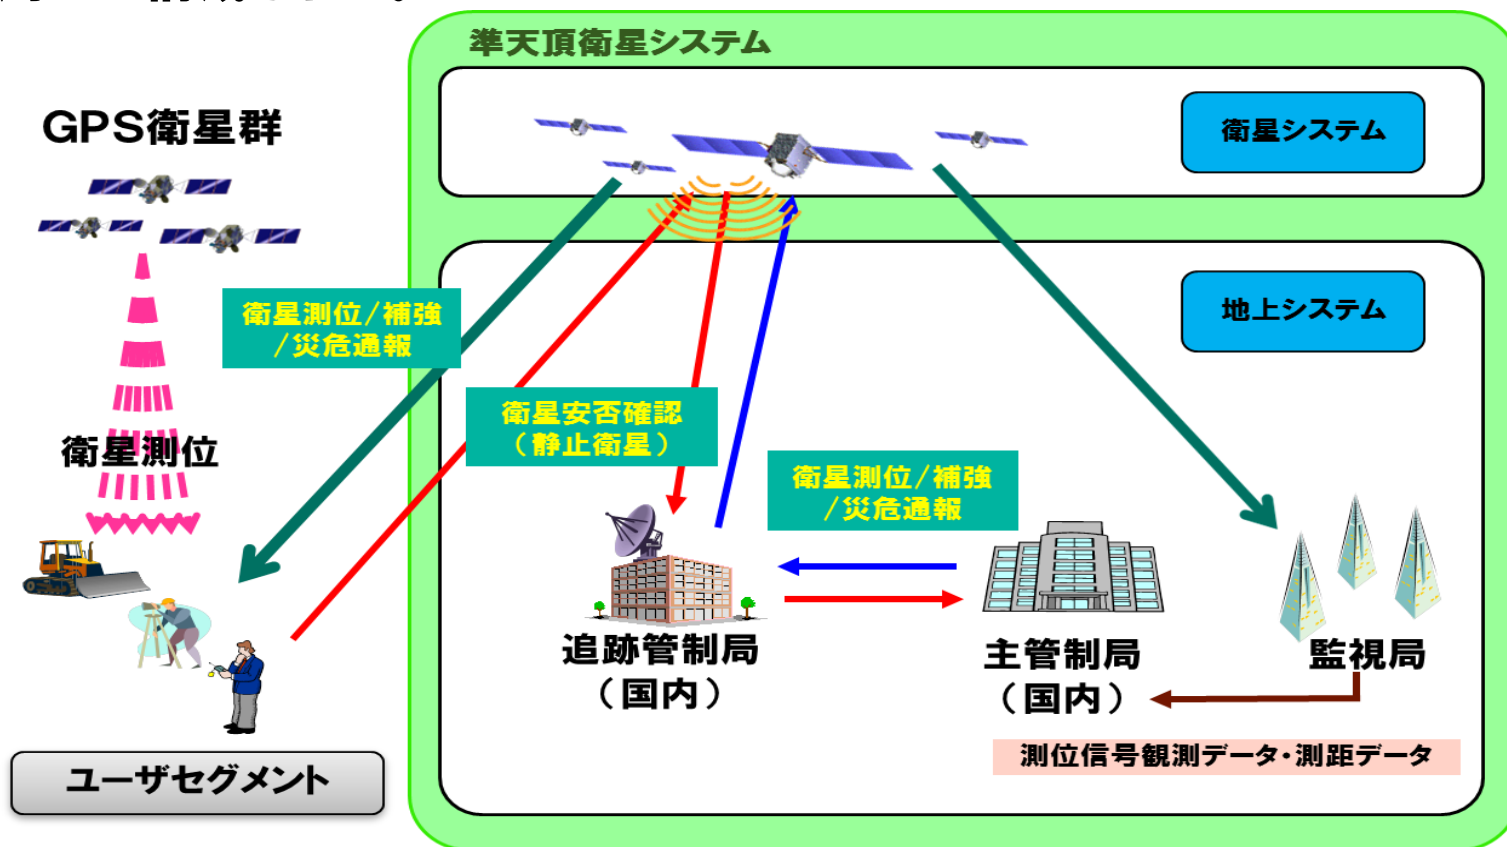 準天頂衛星システム
GPS衛星群
衛星システム
地上システム
衛星測位/補強
/災危通報
衛星安否確認
（静止衛星）
衛星測位
衛星測位/補強
/災危通報
追跡管制局
（国内）
主管制局
（国内）
監視局
測位信号観測データ・測距データ
ユーザセグメント